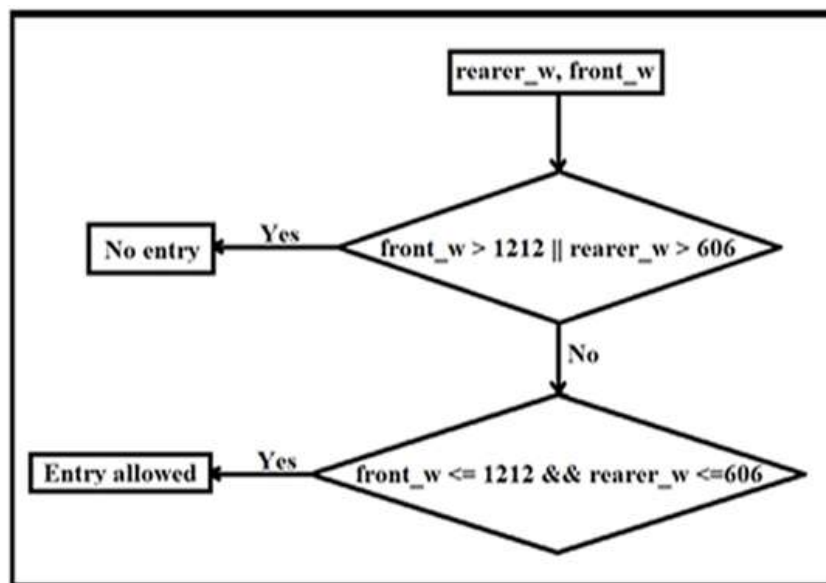 rearer_w, front_w
front_w > 1212 || rearer_w > 606
Yes
No entry
No
front_w <= 1212 && rearer_w <=606
Yes
Entry allowed